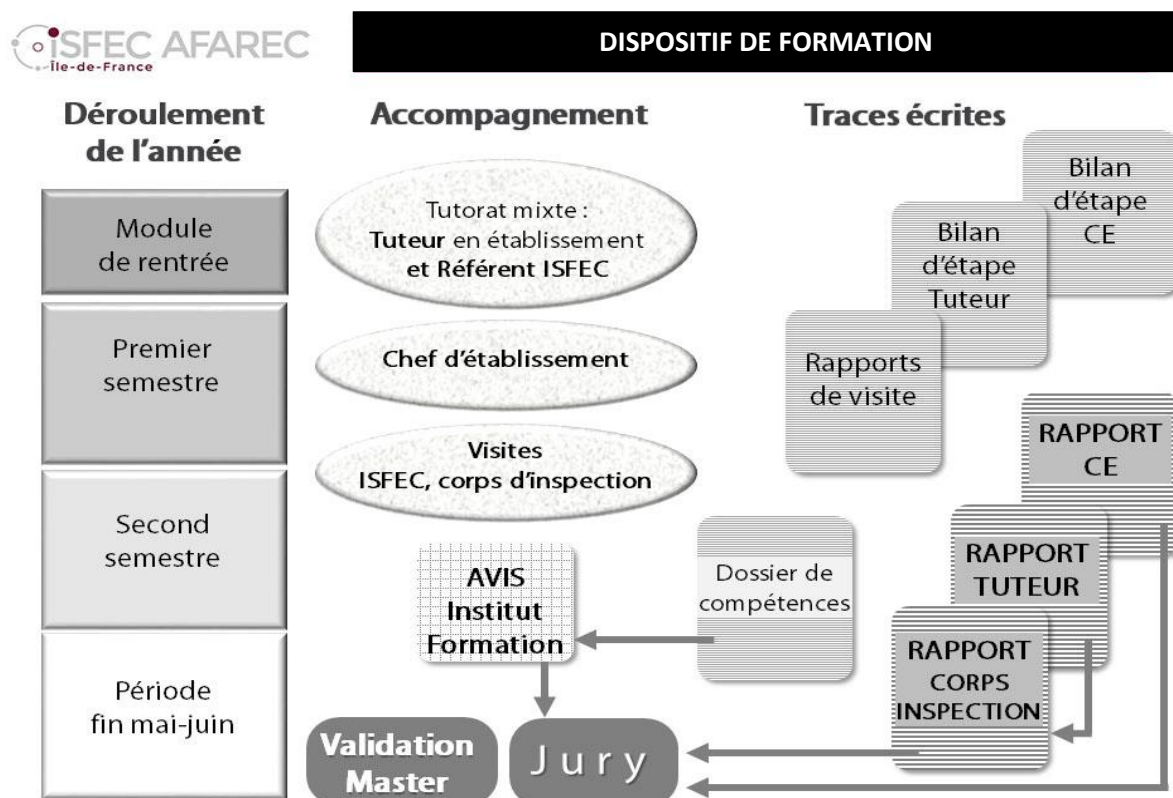 iSFEC AFAREC
Île-de-France
DISPOSITIF DE FORMATION
Déroulement
de l'année
Module
de rentrée
Premier
semestre
Second
semestre
Période
fin mai-juin
Accompagnement
Tutorat mixte :
Tuteur en établissement
et Référent ISFEC
Chef d'établissement
Visites
ISFEC, corps d'inspection
AVIS
Institut
Formation
Validation
Master
Jury
Traces écrites
Bilan
d'étape
CE
Bilan
d'étape
Tuteur
Rapports
de visite
RAPPORT
CE
RAPPORT
TUTEUR
RAPPORT
CORPS
INSPECTION
Dossier de
compétences